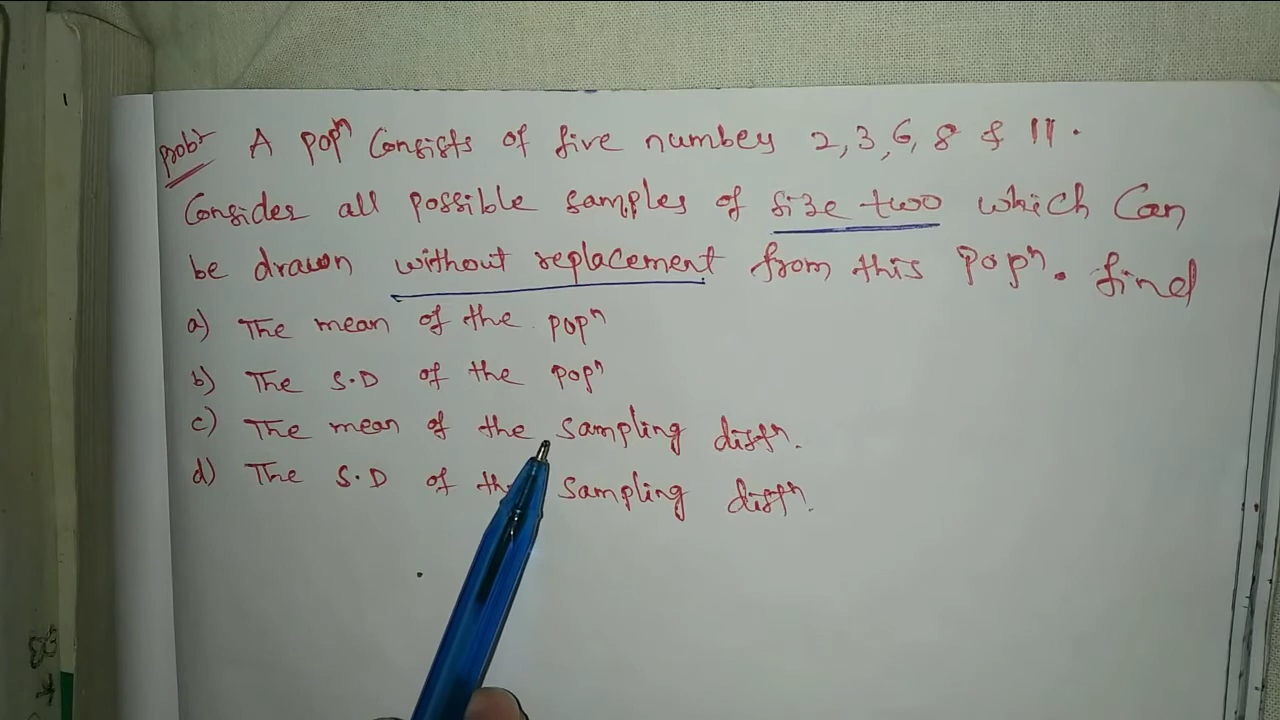 Prob:- A popⁿ Consists of five numbers 2, 3, 6, 8 & 11.
Consider all possible samples of size two which Can
be drawn without replacement from this popⁿ. find
a) The mean of the popⁿ
b) The S.D of the popⁿ
c) The mean of the sampling distⁿ.
d) The S.D of the sampling distⁿ.